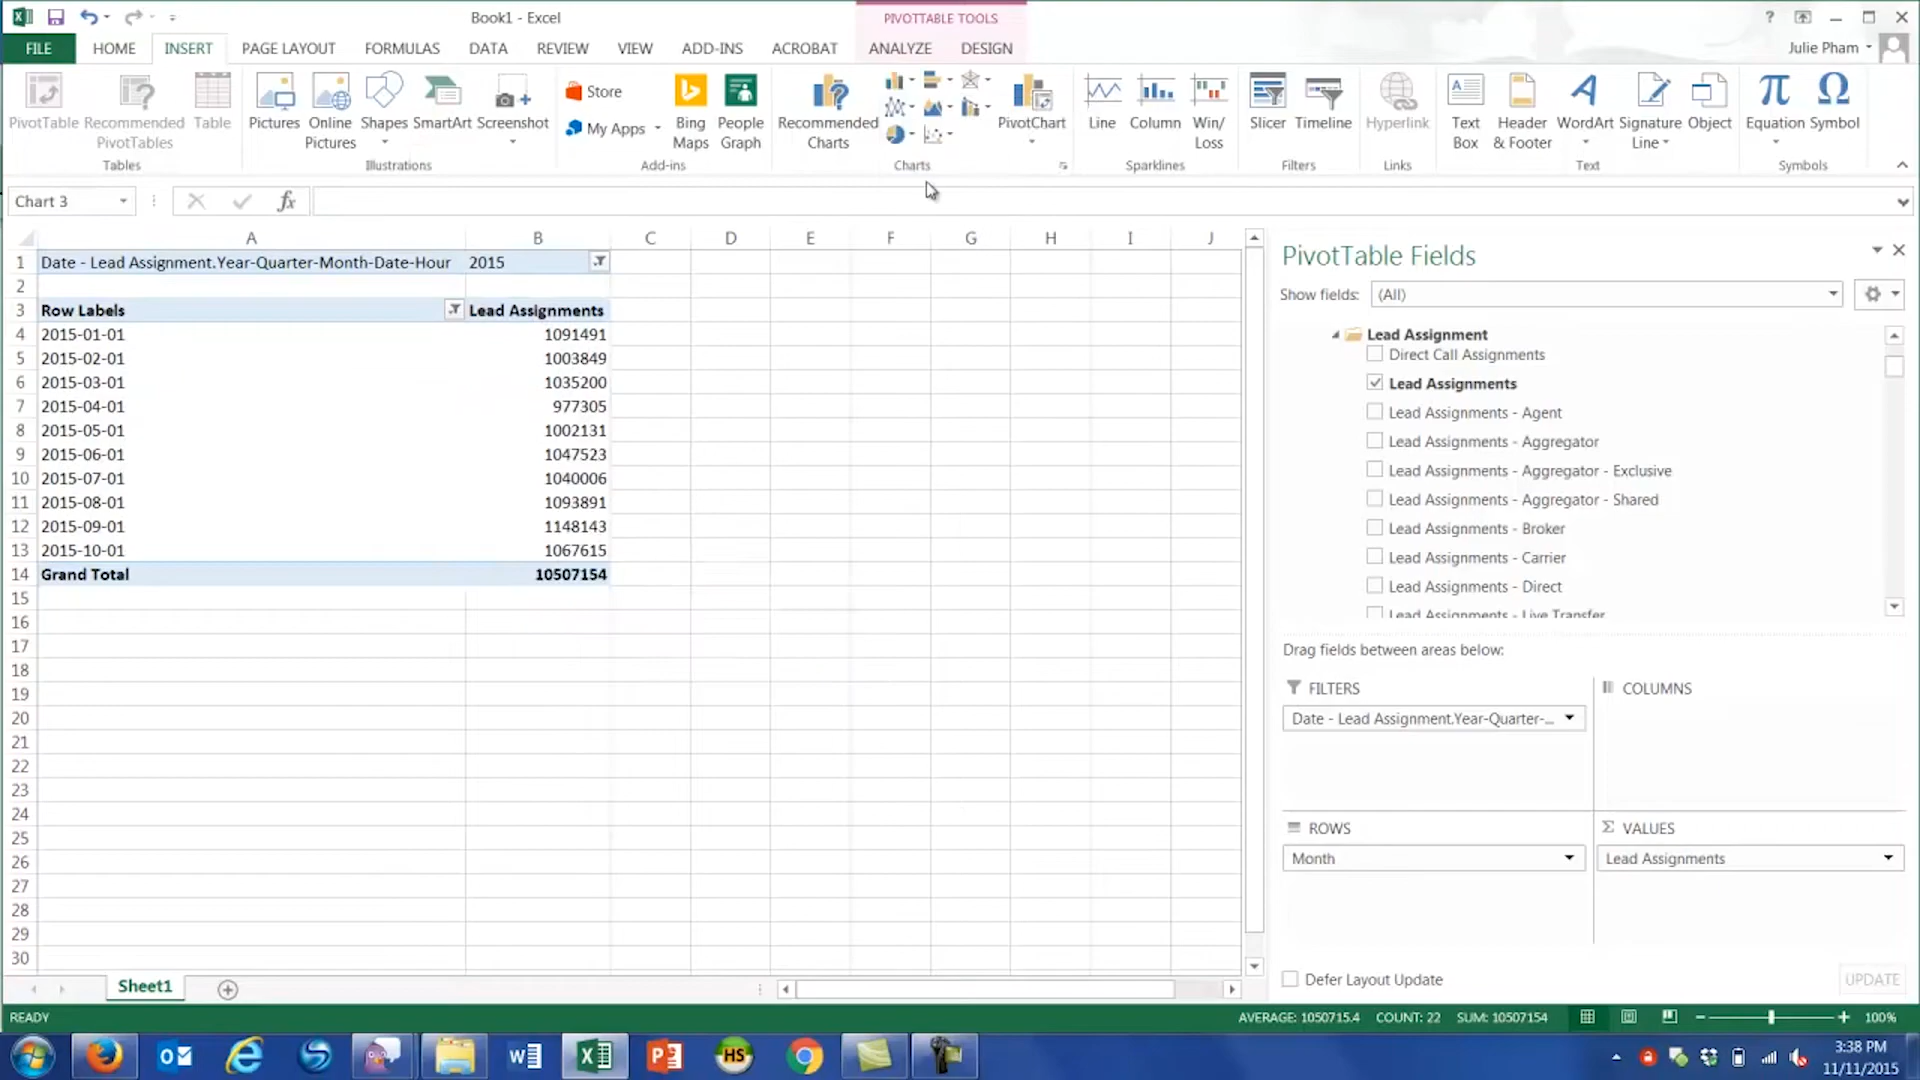 Book1 - Excel
PIVOTTABLE TOOLS
?
FILE HOME INSERT PAGE LAYOUT FORMULAS DATA REVIEW VIEW ADD-INS ACROBAT ANALYZE DESIGN Julie Pham
PivotTable Recommended PivotTables Table
Tables
Pictures Online Pictures Shapes SmartArt Screenshot
Illustrations
Store
My Apps
Bing Maps People Graph
Add-ins
Recommended Charts PivotChart
Charts
Line Column Win/ Loss
Sparklines
Slicer Timeline
Filters
Hyperlink
Links
Text Box Header & Footer WordArt Signature Line Object
Text
Equation Symbol
Symbols
Chart 3 fx
A B C D E F G H I J
1 Date - Lead Assignment.Year-Quarter-Month-Date-Hour 2015
2
3 Row Labels Lead Assignments
4 2015-01-01 1091491
5 2015-02-01 1003849
6 2015-03-01 1035200
7 2015-04-01 977305
8 2015-05-01 1002131
9 2015-06-01 1047523
10 2015-07-01 1040006
11 2015-08-01 1093891
12 2015-09-01 1148143
13 2015-10-01 1067615
14 Grand Total 10507154
15
16
17
18
19
20
21
22
23
24
25
26
27
28
29
30
PivotTable Fields
Show fields: (All)
Lead Assignment
Direct Call Assignments
Lead Assignments
Lead Assignments - Agent
Lead Assignments - Aggregator
Lead Assignments - Aggregator - Exclusive
Lead Assignments - Aggregator - Shared
Lead Assignments - Broker
Lead Assignments - Carrier
Lead Assignments - Direct
Lead Assignments - Live Transfer
Drag fields between areas below:
FILTERS
Date - Lead Assignment.Year-Quarter-...
COLUMNS
ROWS
Month
VALUES
Lead Assignments
Defer Layout Update UPDATE
Sheet1
READY AVERAGE: 1050715.4 COUNT: 22 SUM: 10507154 100%
HS
3:38 PM
11/11/2015